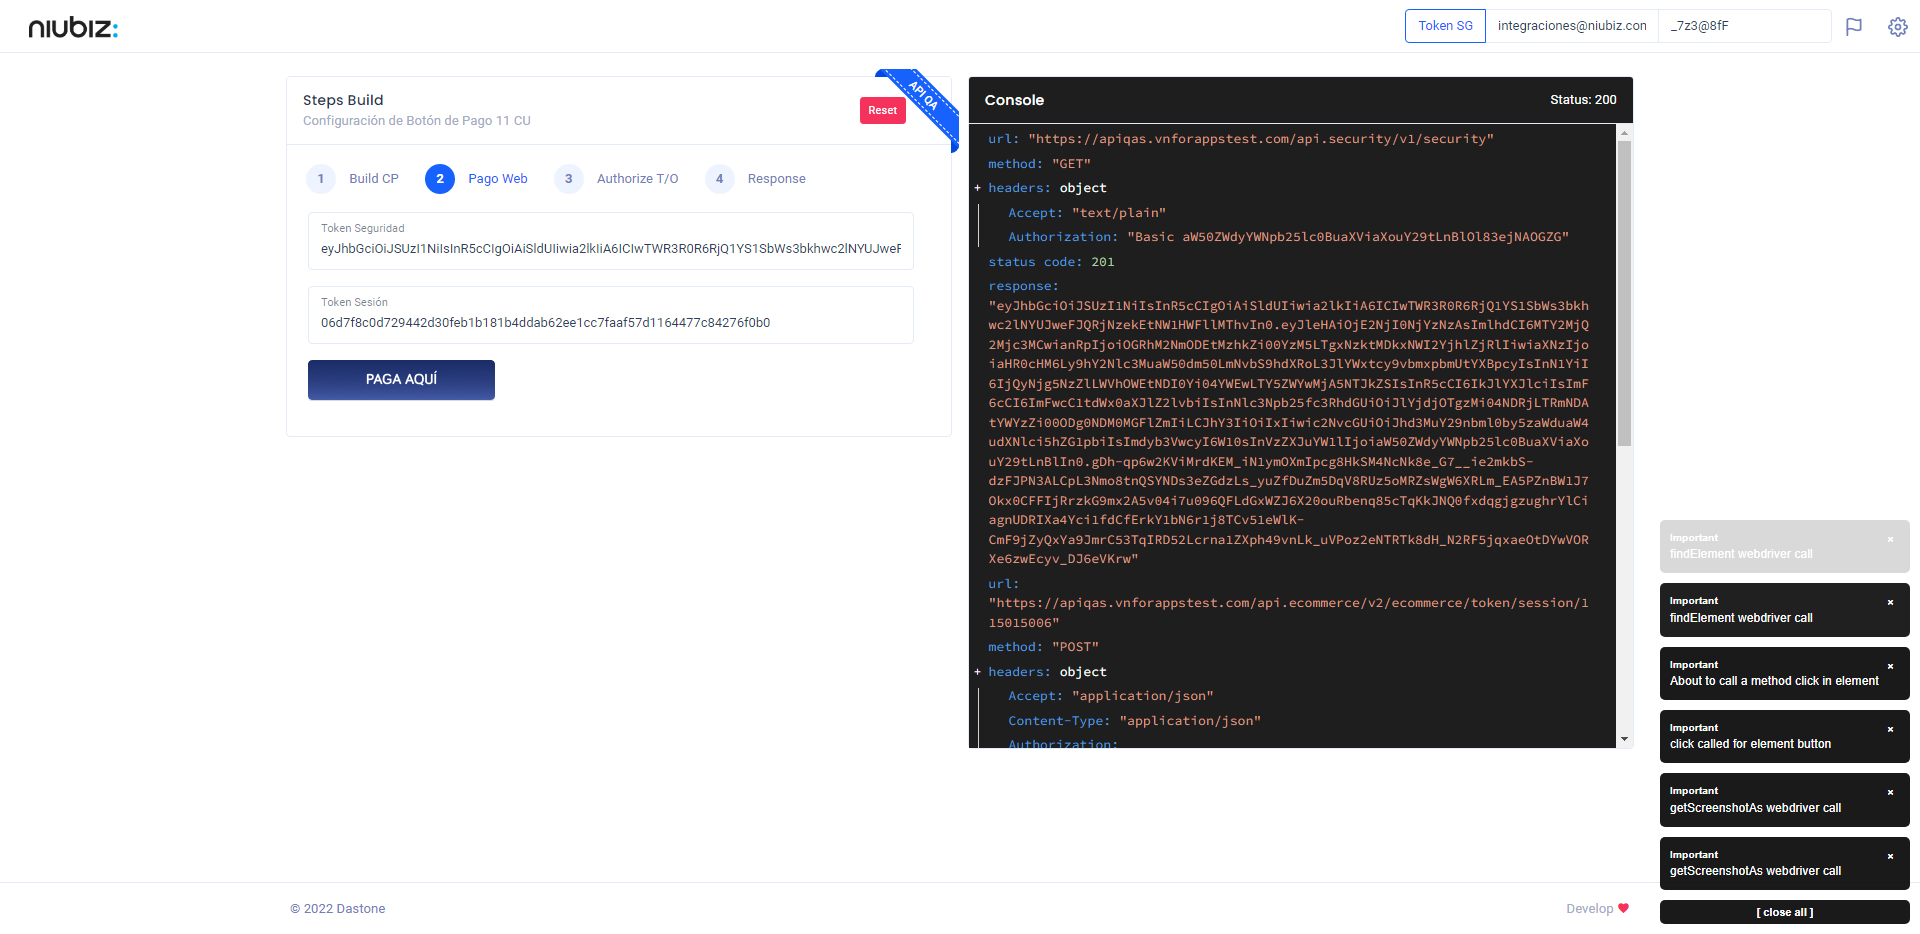 niubiz:
Token SG
integraciones@niubiz.con
_7z3@8fF
Steps Build
Configuración de Botón de Pago 11 CU
Reset
API QA
1 Build CP
2 Pago Web
3 Authorize T/O
4 Response
Token Seguridad
eyJhbGciOiJSUzI1NiIsInR5cCIgOiAiSldUIiwia2lkIiA6ICIwTWR3R0R6RjQ1YS1SbWs3bkhwc2lNYUJweF
Token Sesión
06d7f8c0d729442d30feb1b181b4ddab62ee1cc7faaf57d1164477c84276f0b0
PAGA AQUÍ
Console
Status: 200
url: "https://apiqas.vnforappstest.com/api.security/v1/security"
method: "GET"
+ headers: object
Accept: "text/plain"
Authorization: "Basic aW50ZWdyYWNpb25lc0BuaXViaXouY29tLnBlOl83ejNAOGZG"
status code: 201
response:
"eyJhbGciOiJSUzI1NiIsInR5cCIgOiAiSldUIiwia2lkIiA6ICIwTWR3R0R6RjQ1YS1SbWs3bkh
wc2lNYUJweFJQRjNzekEtNW1HWFllMThvIn0.eyJleHAiOjE2NjI0NjYzNzAsImlhdCI6MTY2MjQ
2Mjc3MCwianRpIjoiOGRhM2NmODEtMzhkZi00YzM5LTgxNzktMDkxNWI2YjhlZjRlIiwiaXNzIjo
iaHR0cHM6Ly9hY2Nlc3MuaW50dm50LmNvbS9hdXRoL3JlYWxtcy9vbmxpbmUtYXBpcyIsInN1YiI
6IjQyNjg5NzZlLWVhOWEtNDI0Yi04YWEwLTY5ZWYwMjA5NTJkZSIsInR5cCI6IkJlYXJlciIsImF
6cCI6ImFwcC1tdWx0aXJlZ2lvbiIsInNlc3Npb25fc3RhdGUiOiJlYjdjOTgzMi04NDRjLTRmNDA
tYWYzZi00ODg0NDM0MGFlZmIiLCJhY3IiOiIxIiwic2NvcGUiOiJhd3MuY29nbml0by5zaWduaW4
udXNlci5hZG1pbiIsImdyb3VwcyI6W10sInVzZXJuYW1lIjoiaW50ZWdyYWNpb25lc0BuaXViaXo
uY29tLnBlIn0.gDh-qp6w2KViMrdKEM_iN1ymOXmIpcg8HkSM4NcNk8e_G7__ie2mkbS-
dzFJPN3ALCpL3Nmo8tnQSYNDs3eZGdzLs_yuZfDuZm5DqV8RUz5oMRZsWgW6XRLm_EA5PZnBW1J7
Okx0CFFIjRrzkG9mx2A5v04i7u096QFLdGxWZJ6X20ouRbenq85cTqKkJNQ0fxdqgjgzughrYlCi
agnUDRIXa4Yci1fdCfErkY1bN6r1j8TCv51eWlK-
CmF9jZyQxYa9JmrC53TqIRD52Lcrna1ZXph49vnLk_uVPoz2eNTRTk8dH_N2RF5jqxaeOtDYwVOR
Xe6zwEcyv_DJ6eVKrw"
url:
"https://apiqas.vnforappstest.com/api.ecommerce/v2/ecommerce/token/session/1
15015006"
method: "POST"
+ headers: object
Accept: "application/json"
Content-Type: "application/json"
Authorization:
Important ×
findElement webdriver call
Important ×
findElement webdriver call
Important ×
About to call a method click in element
Important ×
click called for element button
Important ×
getScreenshotAs webdriver call
Important ×
getScreenshotAs webdriver call
[ close all ]
© 2022 Dastone
Develop ♥